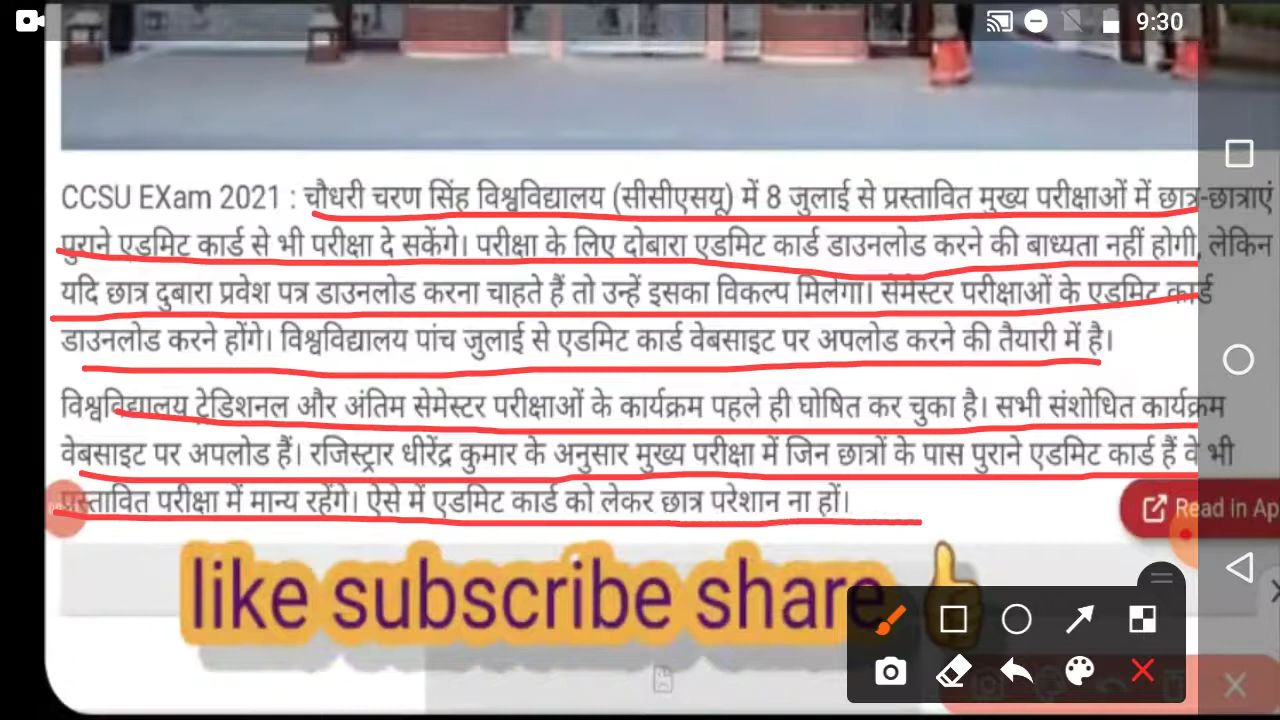 9:30
CCSU EXam 2021 : चौधरी चरण सिंह विश्वविद्यालय (सीसीएसयू) में 8 जुलाई से प्रस्तावित मुख्य परीक्षाओं में छात्र-छात्राएं
पुराने एडमिट कार्ड से भी परीक्षा दे सकेंगे। परीक्षा के लिए दोबारा एडमिट कार्ड डाउनलोड करने की बाध्यता नहीं होगी, लेकिन
यदि छात्र दुबारा प्रवेश पत्र डाउनलोड करना चाहते हैं तो उन्हें इसका विकल्प मिलेगा। सेमेस्टर परीक्षाओं के एडमिट कार्ड
डाउनलोड करने होंगे। विश्वविद्यालय पांच जुलाई से एडमिट कार्ड वेबसाइट पर अपलोड करने की तैयारी में है।
विश्वविद्यालय ट्रेडिशनल और अंतिम सेमेस्टर परीक्षाओं के कार्यक्रम पहले ही घोषित कर चुका है। सभी संशोधित कार्यक्रम
वेबसाइट पर अपलोड हैं। रजिस्ट्रार धीरेंद्र कुमार के अनुसार मुख्य परीक्षा में जिन छात्रों के पास पुराने एडमिट कार्ड हैं वे भी
प्रस्तावित परीक्षा में मान्य रहेंगे। ऐसे में एडमिट कार्ड को लेकर छात्र परेशान ना हों।
Read in Ap
like subscribe share